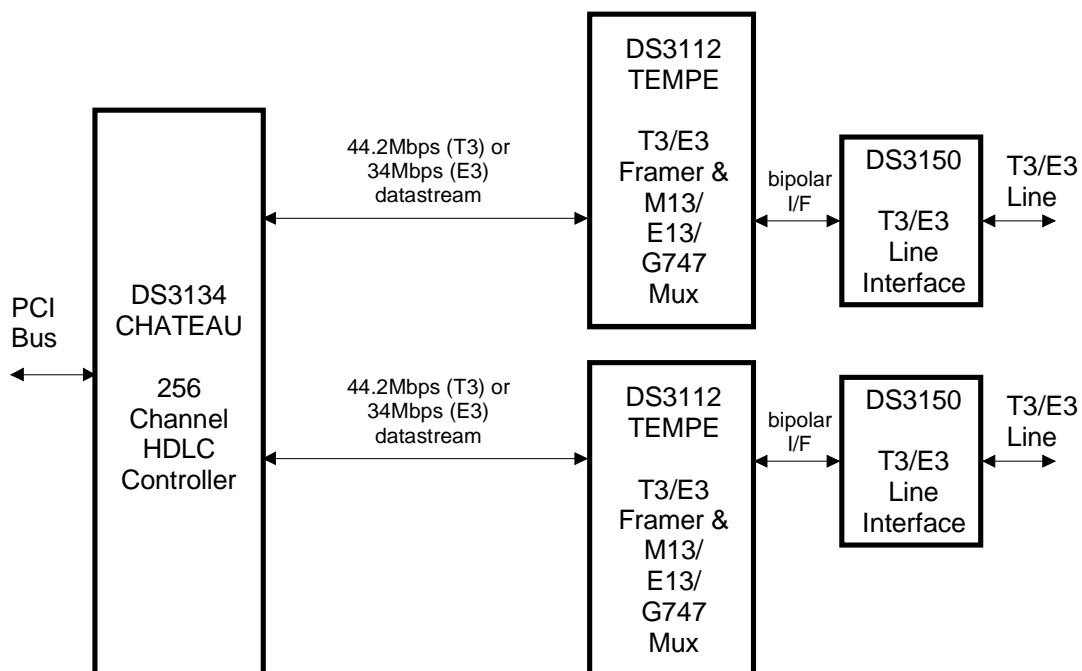 PCI
Bus
DS3134
CHATEAU
256
Channel
HDLC
Controller
44.2Mbps (T3) or
34Mbps (E3)
datastream
DS3112
TEMPE
T3/E3
Framer &
M13/
E13/
G747
Mux
bipolar
I/F
DS3150
T3/E3
Line
Interface
T3/E3
Line
44.2Mbps (T3) or
34Mbps (E3)
datastream
DS3112
TEMPE
T3/E3
Framer &
M13/
E13/
G747
Mux
bipolar
I/F
DS3150
T3/E3
Line
Interface
T3/E3
Line